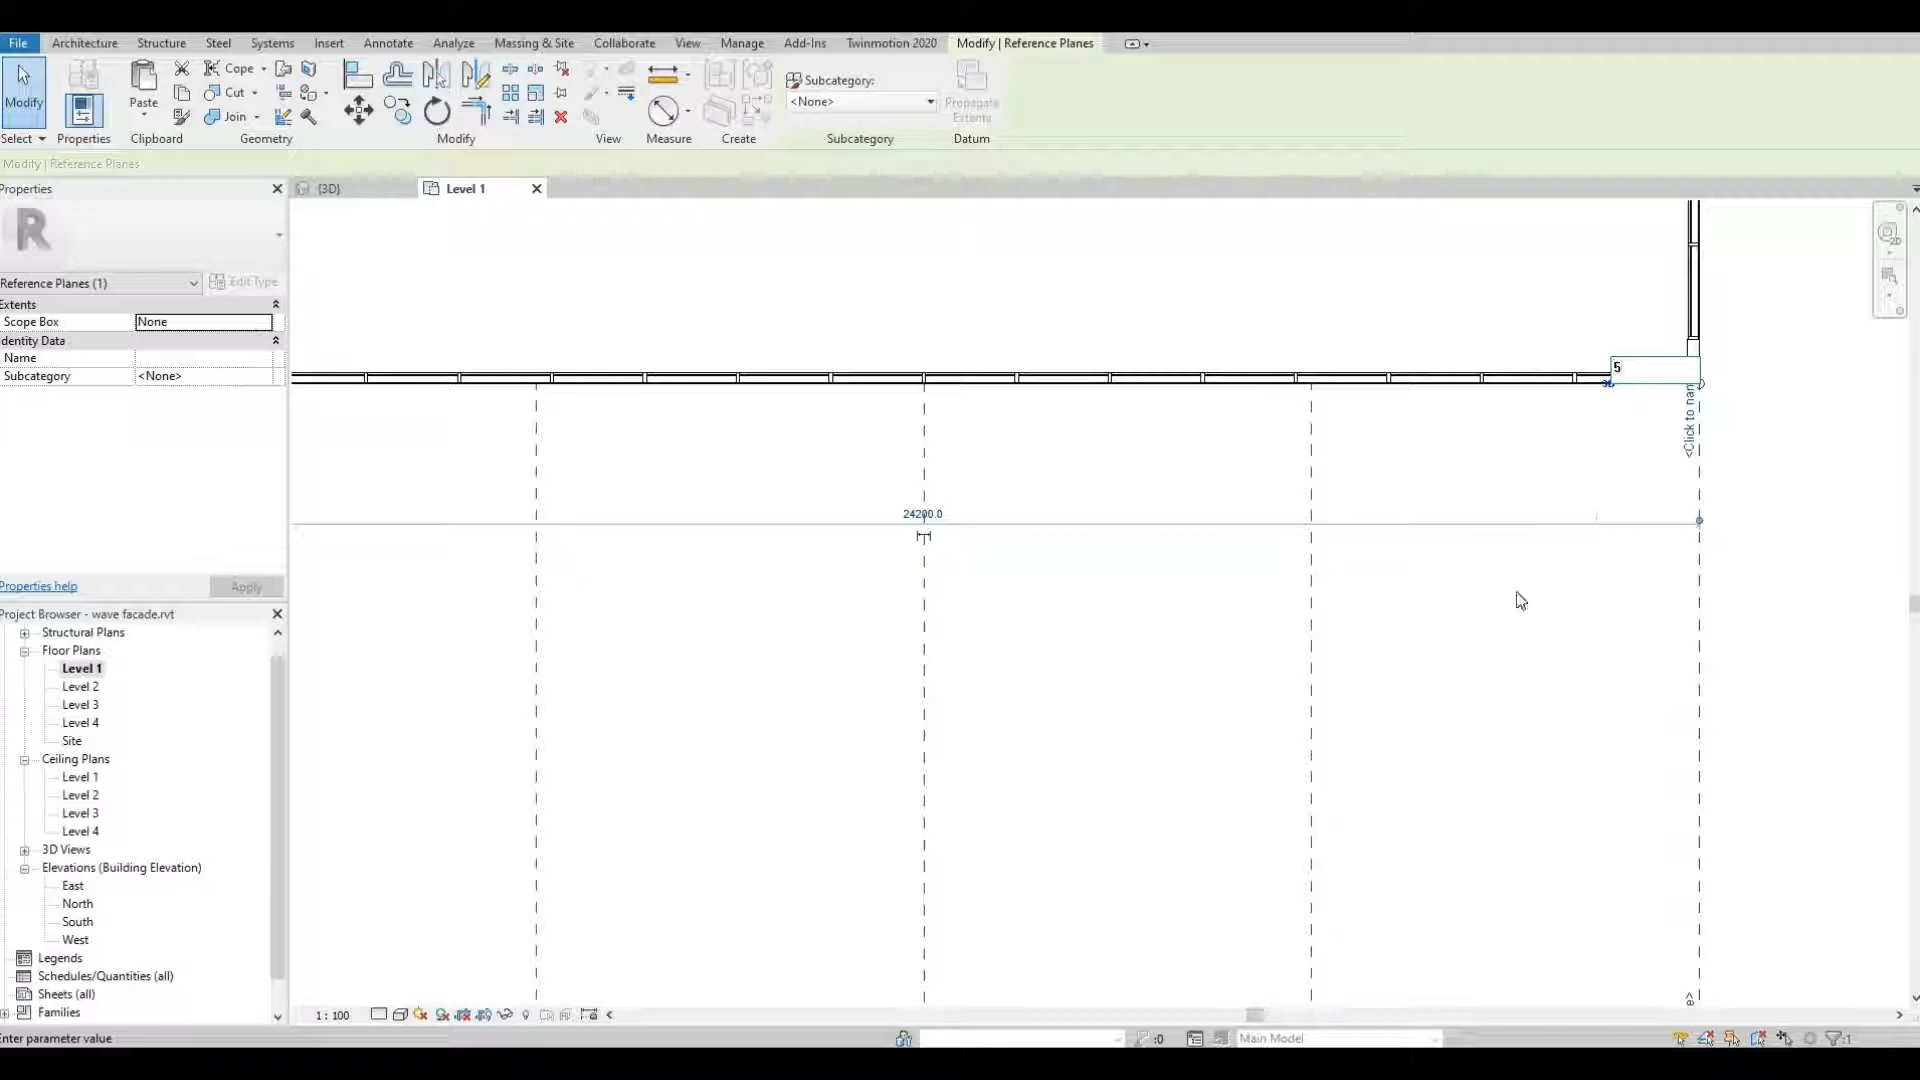 File Architecture Structure Steel Systems Insert Annotate Analyze Massing & Site Collaborate View Manage Add-Ins Twinmotion 2020 Modify | Reference Planes
Cope
Subcategory:
Modify
Paste
Cut
<None>
Propagate
Join
Extents
Select Properties Clipboard Geometry Modify View Measure Create Subcategory Datum
Modify | Reference Planes
Properties
{3D}
Level 1
R
Reference Planes (1)
Edit Type
Extents
Scope Box None
Identity Data
Name
Subcategory <None>
5
3D
<Click to nam
24200.0
2D
Properties help
Apply
Project Browser - wave facade.rvt
Structural Plans
Floor Plans
Level 1
Level 2
Level 3
Level 4
Site
Ceiling Plans
Level 1
Level 2
Level 3
Level 4
3D Views
Elevations (Building Elevation)
East
North
South
West
Legends
Schedules/Quantities (all)
Sheets (all)
Families
1 : 100
Enter parameter value
:0
Main Model
:1